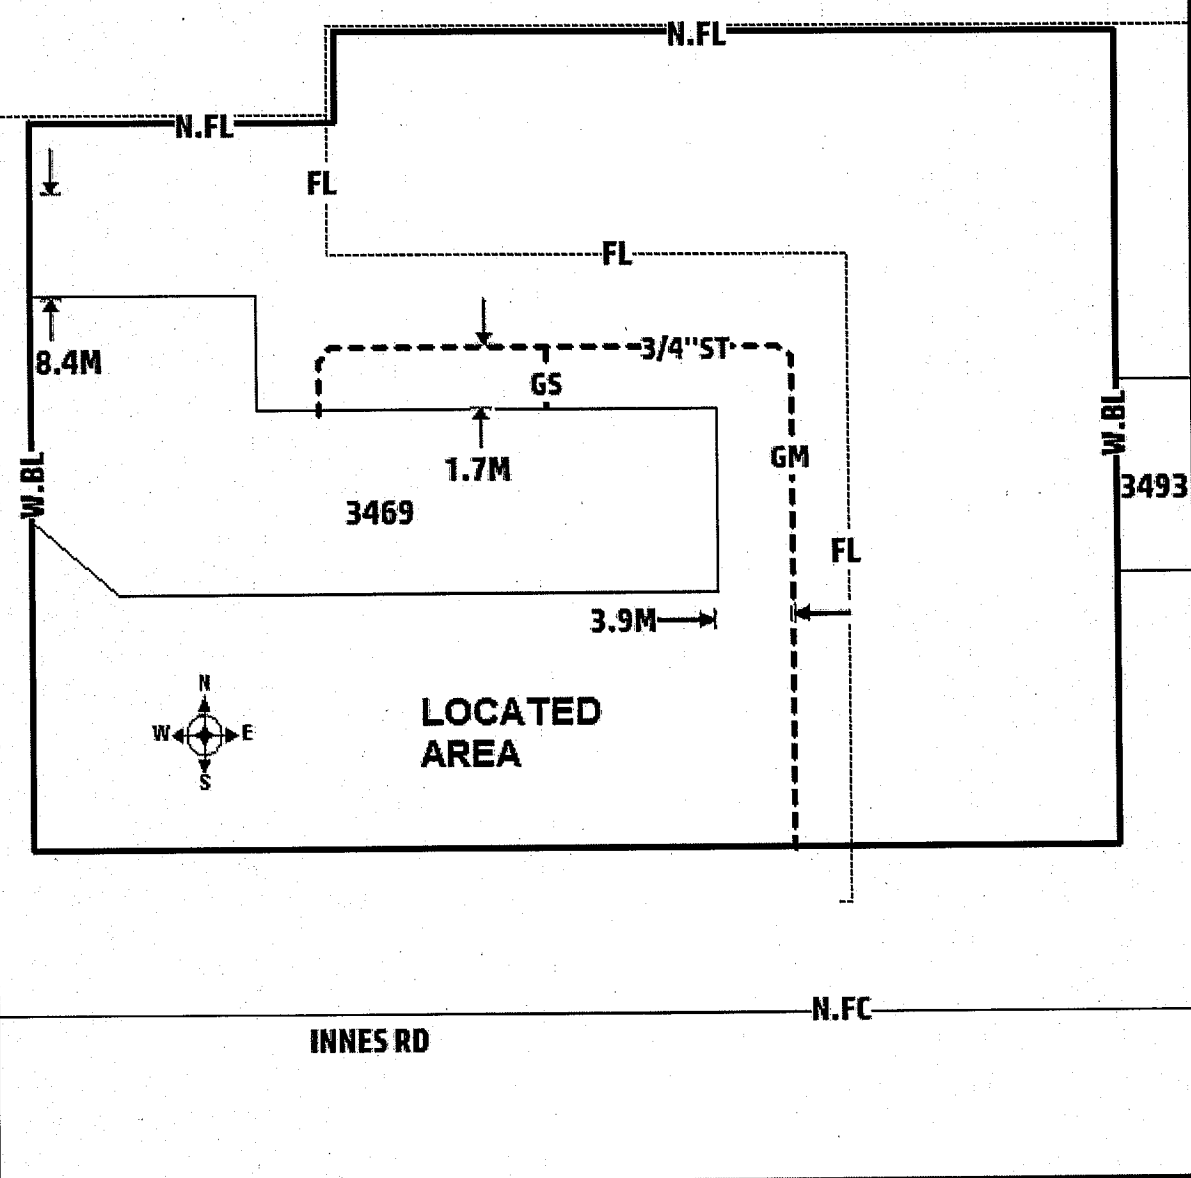 N.FL
N.FL
FL
FL
3/4"ST
8.4M
GS
W.BL
GM
1.7M
W.BL
3493
3469
FL
3.9M
N
W E
S
LOCATED
AREA
N.FC
INNES RD